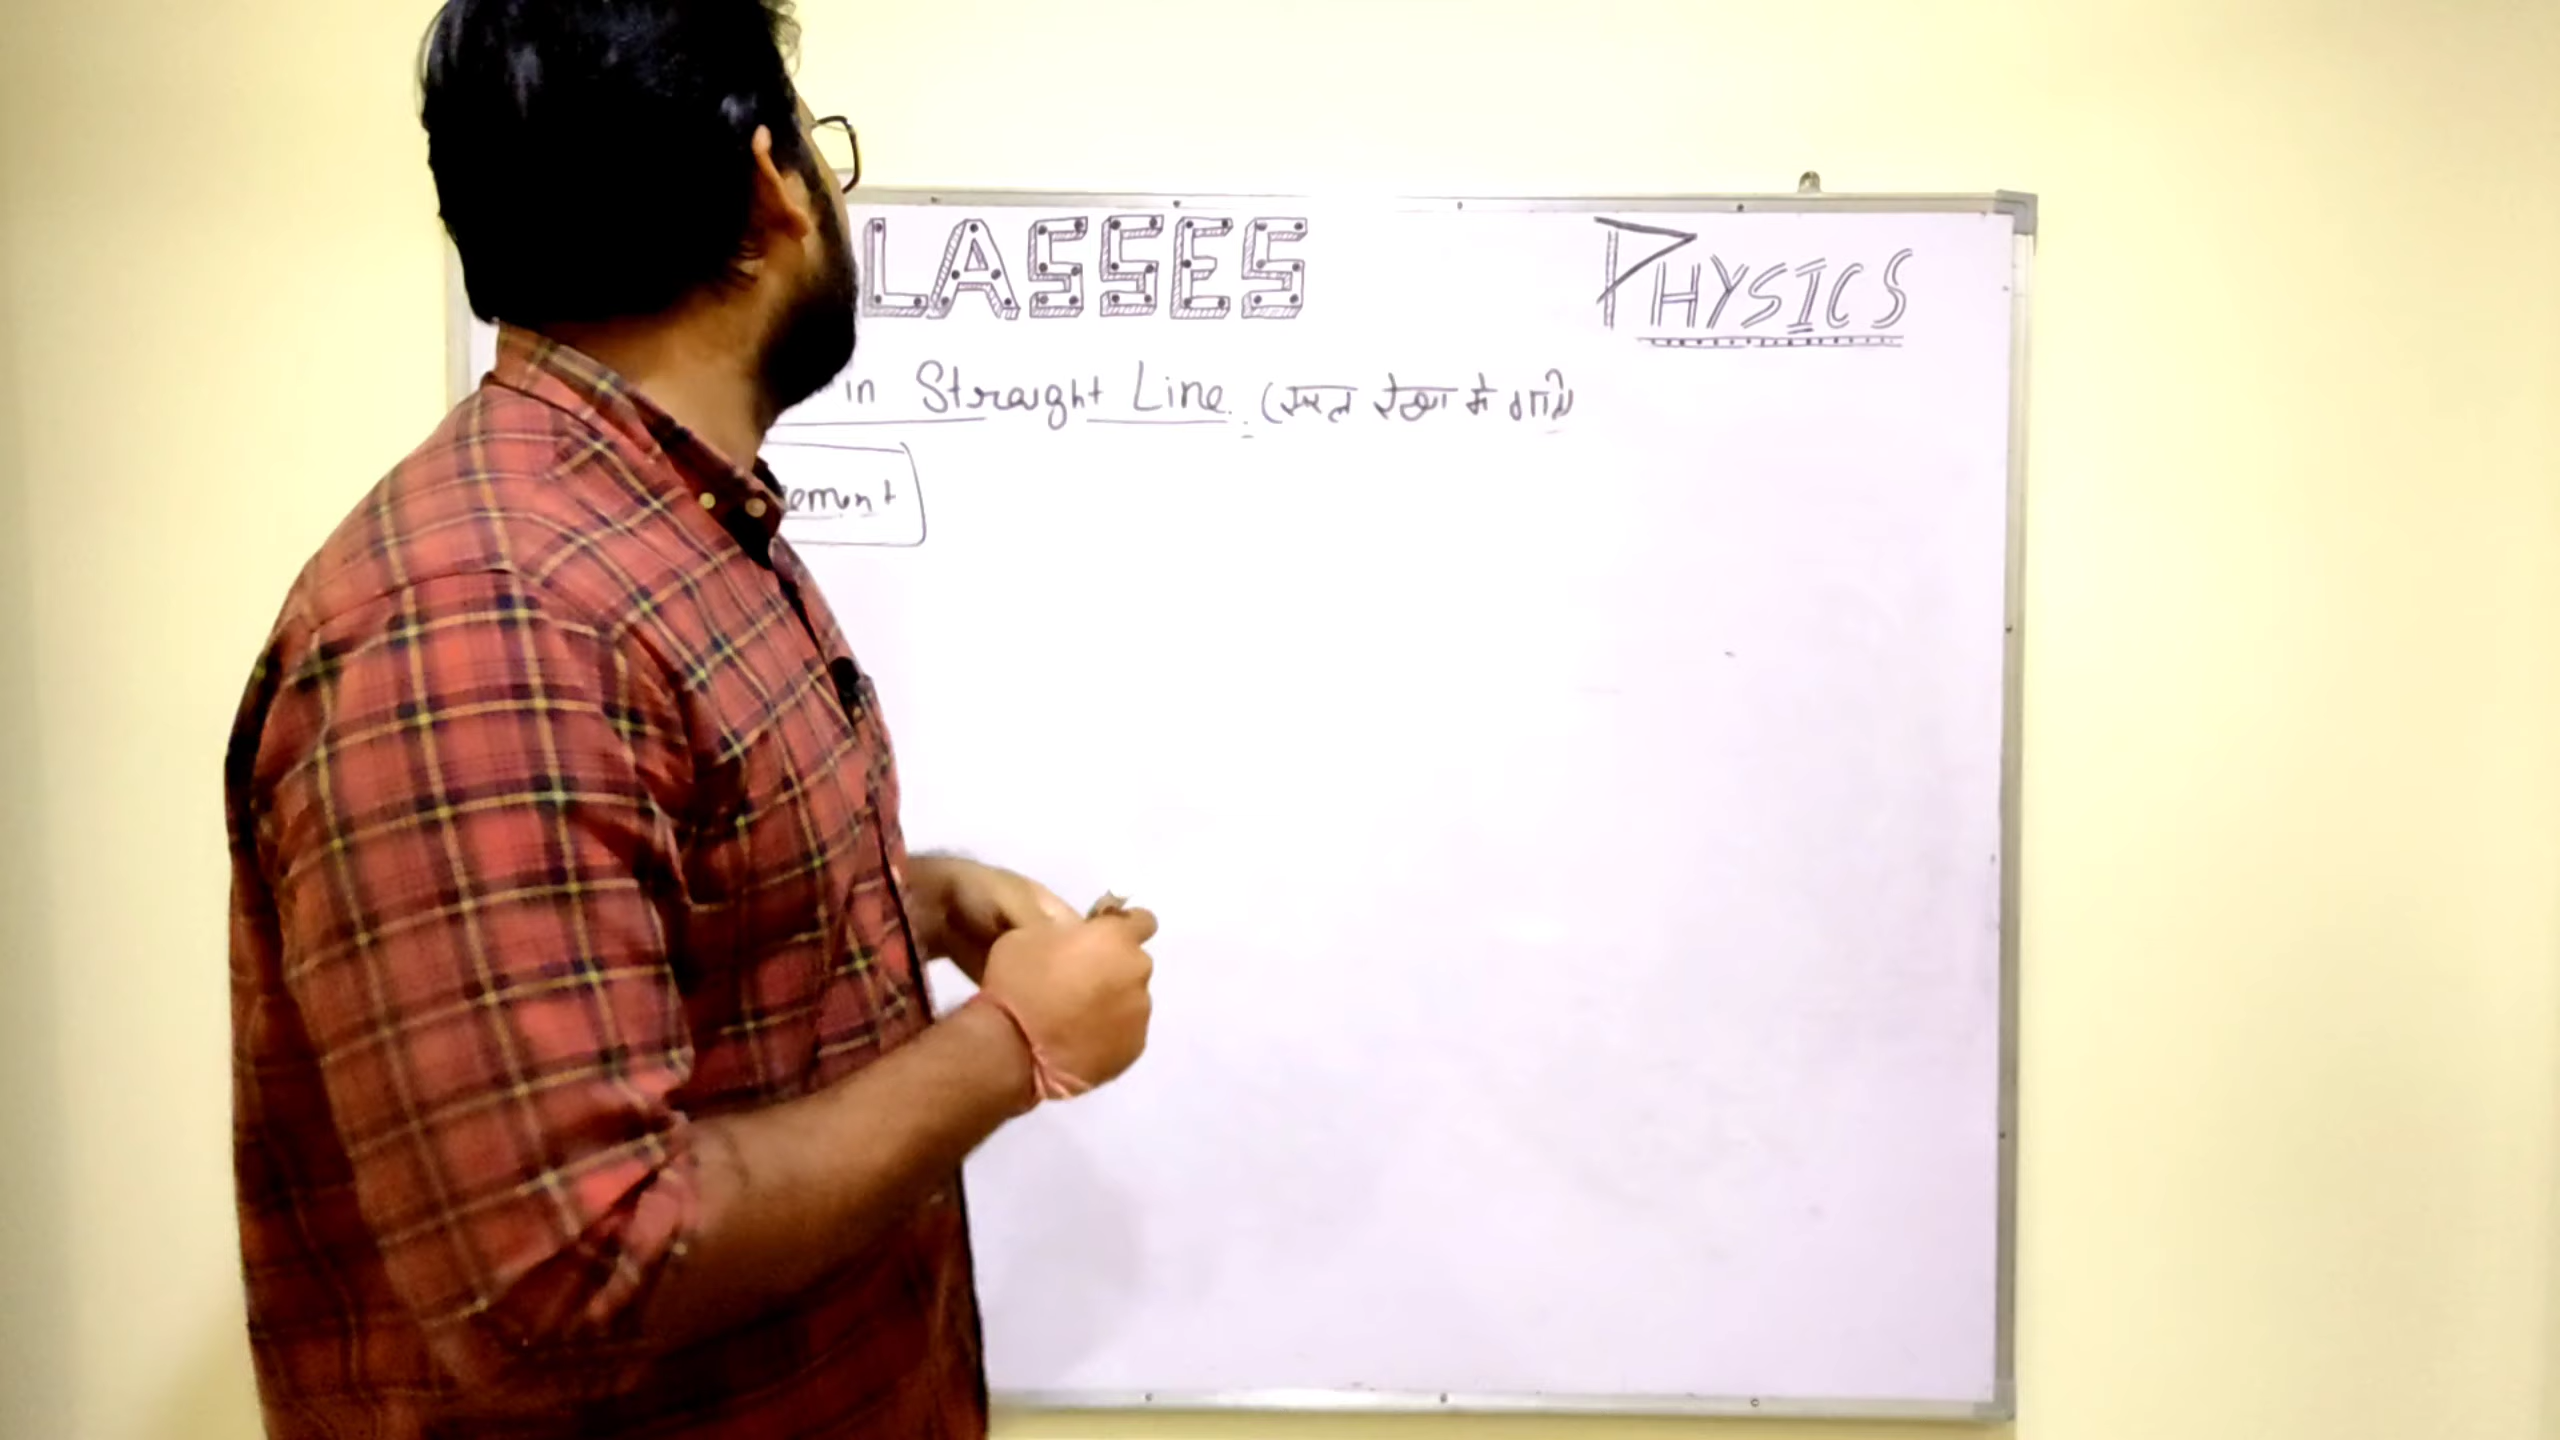 LASSES
PHYSICS
in Straight Line. (सरल रेखा में गति)
ement